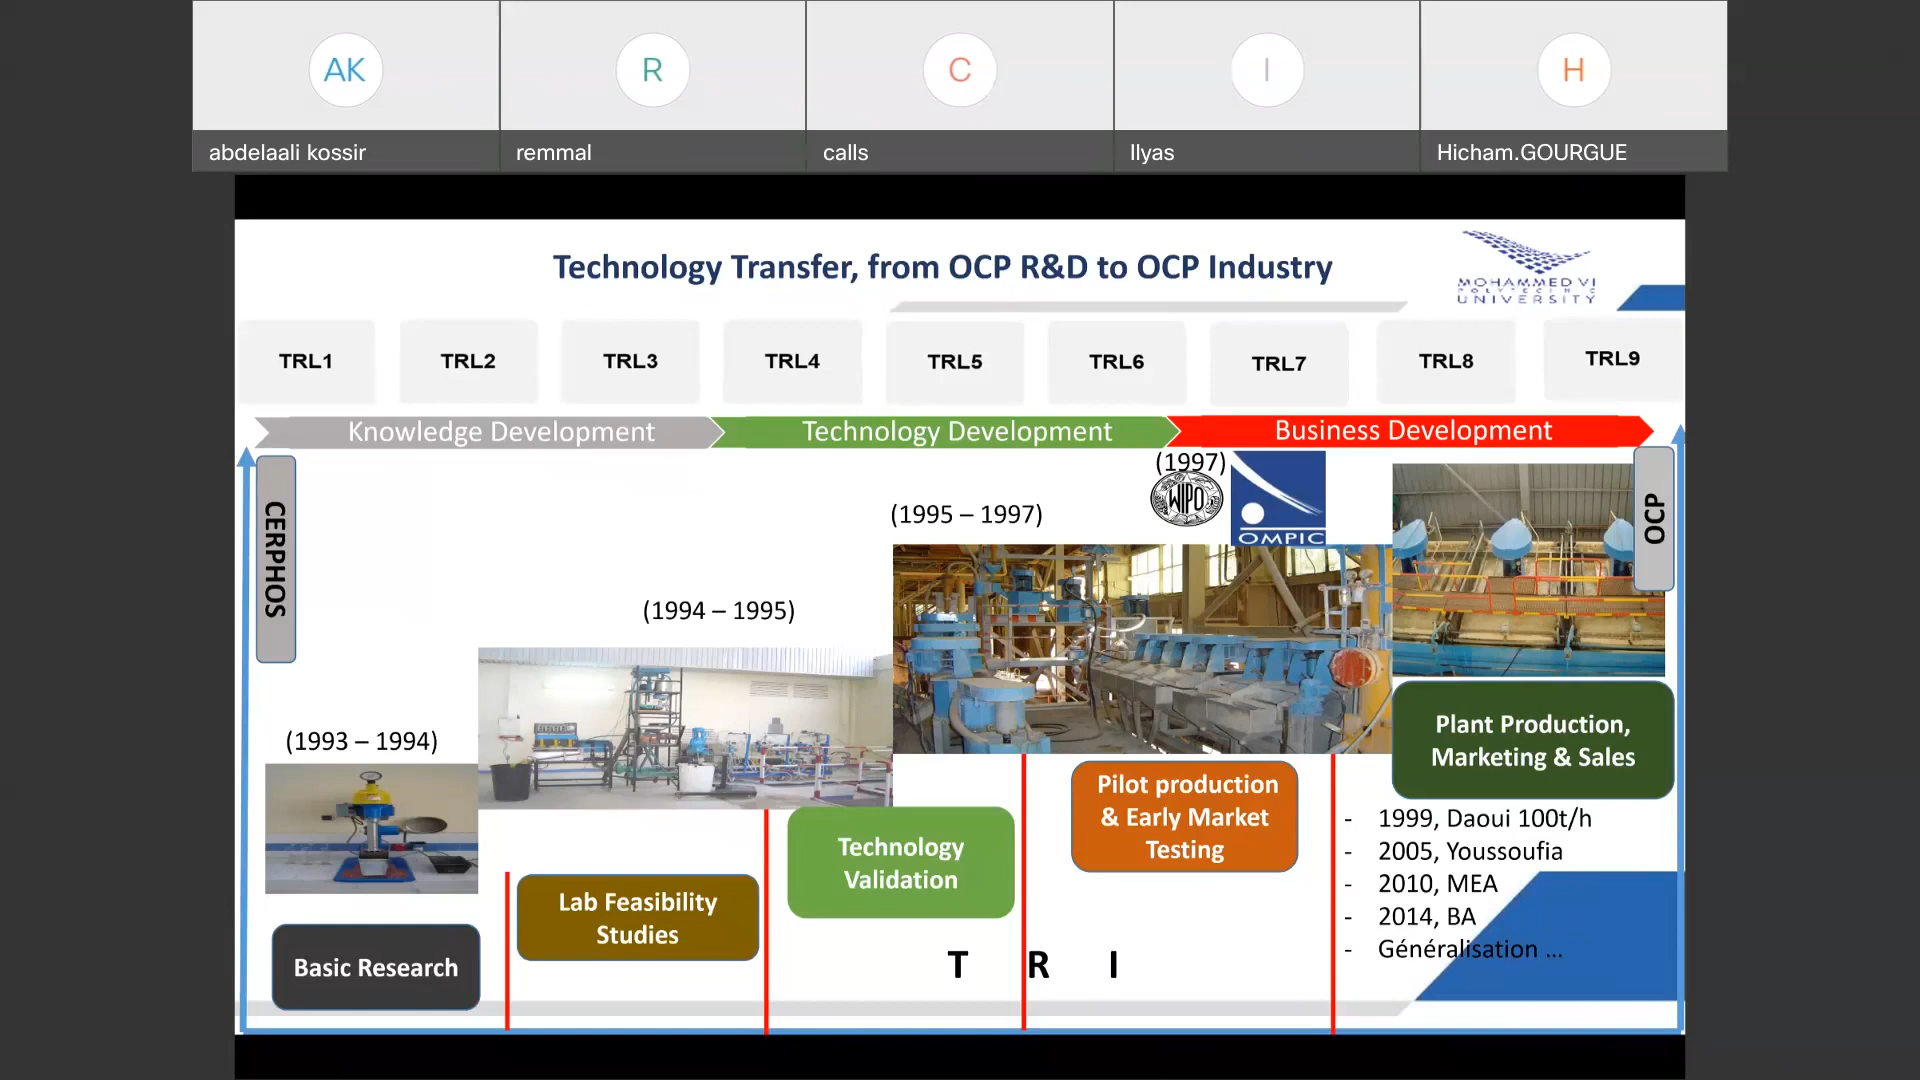 AK
R
C
I
H
abdelaali kossir
remmal
calls
Ilyas
Hicham.GOURGUE
Technology Transfer, from OCP R&D to OCP Industry
MOHAMMED VI
POLYTECHNIC
UNIVERSITY
TRL1
TRL2
TRL3
TRL4
TRL5
TRL6
TRL7
TRL8
TRL9
Knowledge Development
Technology Development
Business Development
CERPHOS
OCP
(1997)
WIPO
OMPIC
(1995 – 1997)
(1994 – 1995)
(1993 – 1994)
Basic Research
Lab Feasibility
Studies
Technology
Validation
Pilot production
& Early Market
Testing
Plant Production,
Marketing & Sales
- 1999, Daoui 100t/h
- 2005, Youssoufia
- 2010, MEA
- 2014, BA
- Généralisation ...
T R I